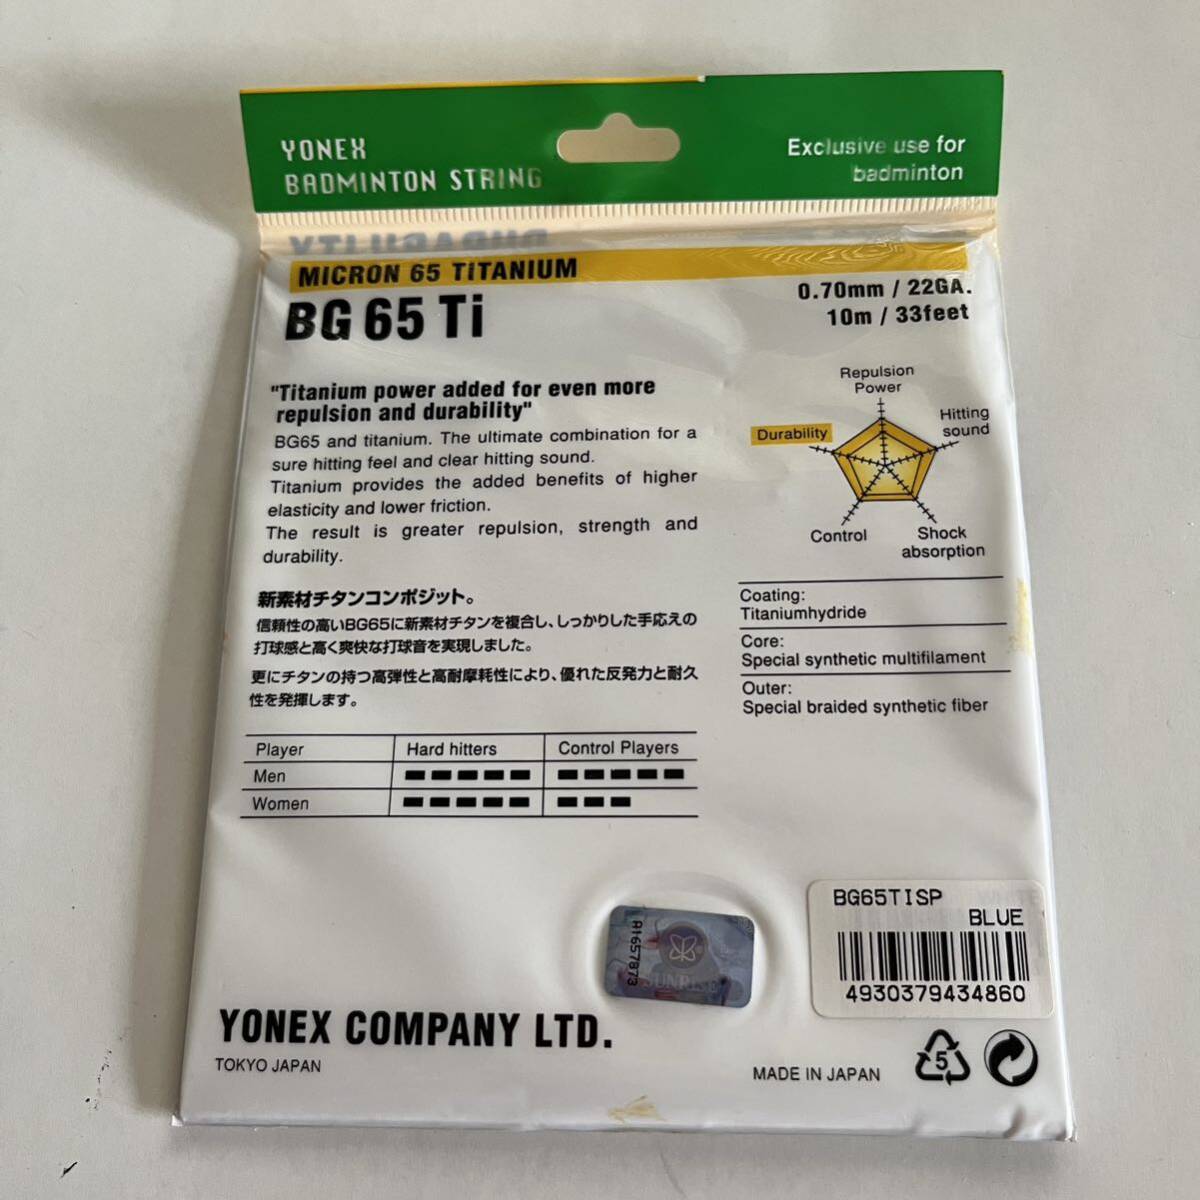 YONEX
BADMINTON STRING
Exclusive use for
badminton
DURABILITY
MICRON 65 TITANIUM
BG 65 Ti
0.70mm / 22GA.
10m / 33feet
"Titanium power added for even more
repulsion and durability"
BG65 and titanium. The ultimate combination for a
sure hitting feel and clear hitting sound.
Titanium provides the added benefits of higher
elasticity and lower friction.
The result is greater repulsion, strength and
durability.
新素材チタンコンポジット。
信頼性の高いBG65に新素材チタンを複合し、しっかりした手応えの
打球感と高く爽快な打球音を実現しました。
更にチタンの持つ高弾性と高耐摩耗性により、優れた反発力と耐久
性を発揮します。
Repulsion
Power
Hitting
sound
Durability
Control
Shock
absorption
Coating:
Titaniumhydride
Core:
Special synthetic multifilament
Outer:
Special braided synthetic fiber
Player Hard hitters Control Players
Men
Women
A1657873
SUNRISE
BG65TISP
WHITE
BLUE
4930379434860
YONEX COMPANY LTD.
TOKYO JAPAN
MADE IN JAPAN
5